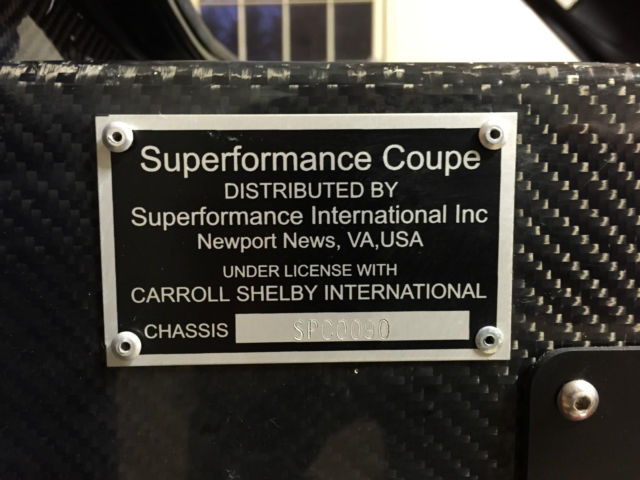 Superformance Coupe
DISTRIBUTED BY
Superformance International Inc
Newport News, VA,USA
UNDER LICENSE WITH
CARROLL SHELBY INTERNATIONAL
CHASSIS SPC0090